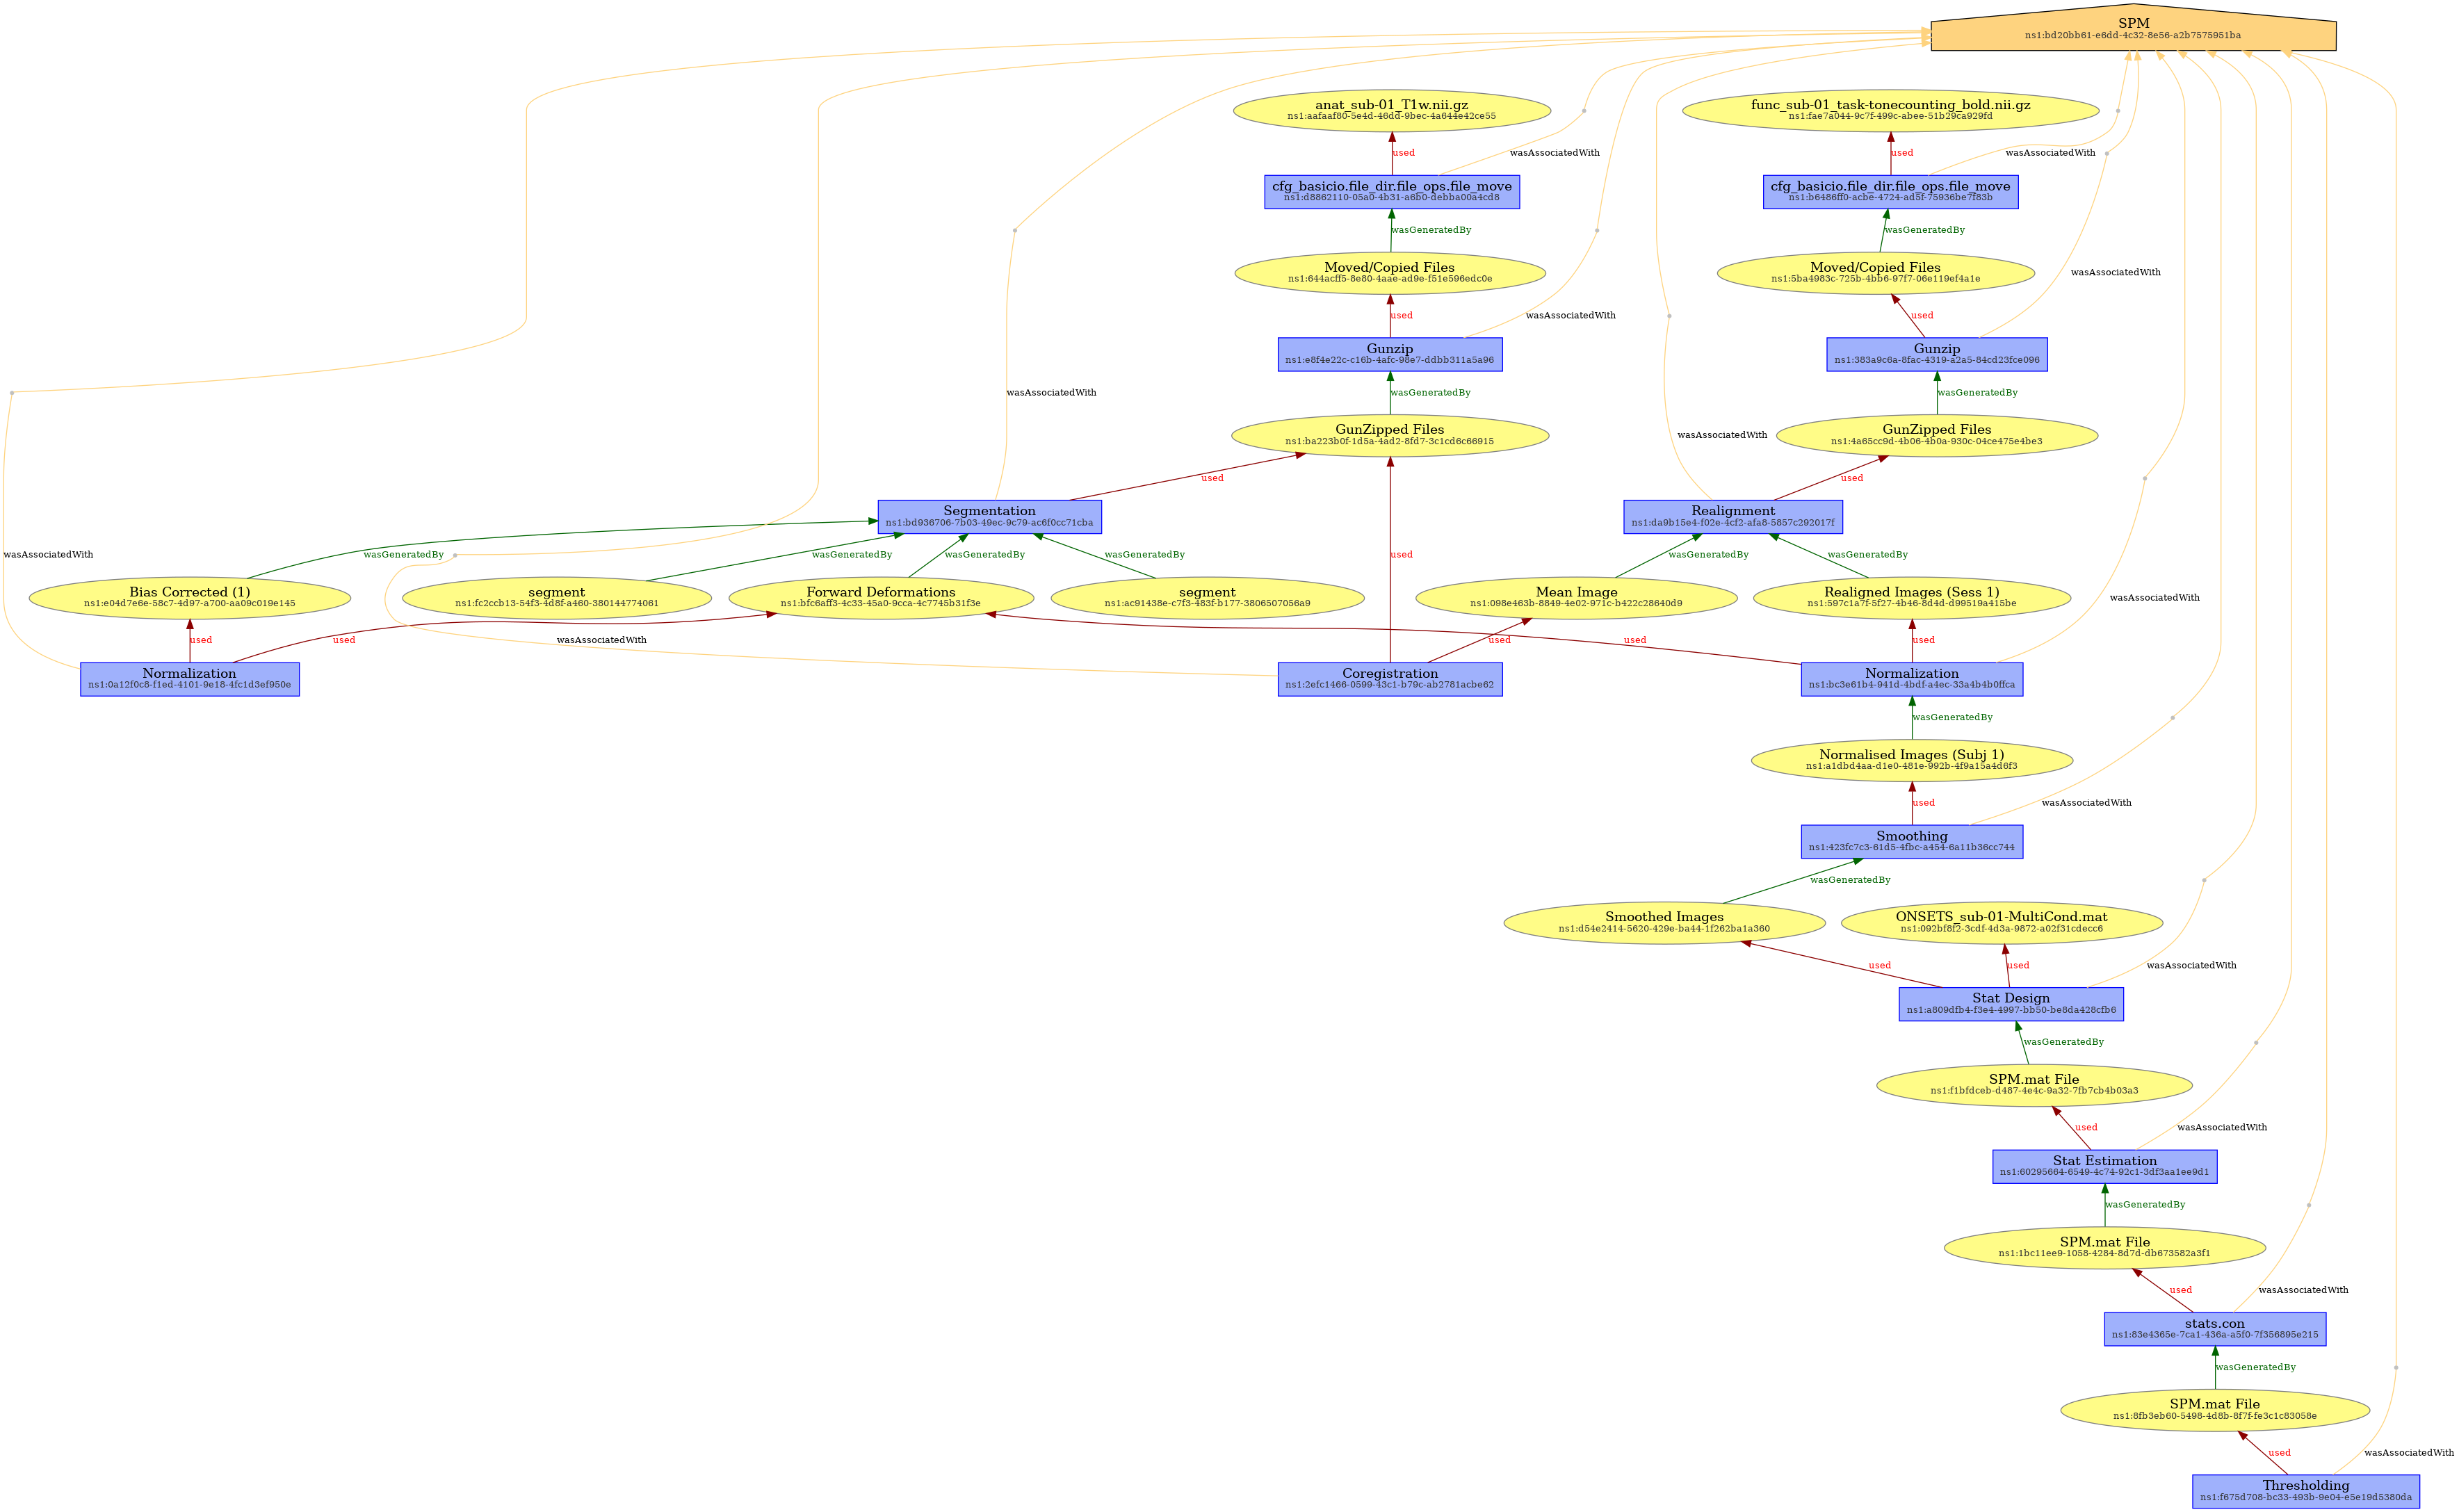 SPM
ns1:bd20bb61-e6dd-4c32-8e56-a2b7575951ba
anat_sub-01_T1w.nii.gz
ns1:aafaaf80-5e4d-46dd-9bec-4a644e42ce55
func_sub-01_task-tonecounting_bold.nii.gz
ns1:fae7a044-9c7f-499c-abee-51b29ca929fd
used
wasAssociatedWith
used
wasAssociatedWith
cfg_basicio.file_dir.file_ops.file_move
ns1:d8862110-05a0-4b31-a6b0-debba00a4cd8
cfg_basicio.file_dir.file_ops.file_move
ns1:b6486ff0-acbe-4724-ad5f-75936be7f83b
wasGeneratedBy
wasGeneratedBy
Moved/Copied Files
ns1:644acff5-8e80-4aae-ad9e-f51e596edc0e
Moved/Copied Files
ns1:5ba4983c-725b-4bb6-97f7-06e119ef4a1e
wasAssociatedWith
used
wasAssociatedWith
used
Gunzip
ns1:e8f4e22c-c16b-4afc-98e7-ddbb311a5a96
Gunzip
ns1:383a9c6a-8fac-4319-a2a5-84cd23fce096
wasAssociatedWith
wasGeneratedBy
wasGeneratedBy
GunZipped Files
ns1:ba223b0f-1d5a-4ad2-8fd7-3c1cd6c66915
wasAssociatedWith
GunZipped Files
ns1:4a65cc9d-4b06-4b0a-930c-04ce475e4be3
used
used
Segmentation
ns1:bd936706-7b03-49ec-9c79-ac6f0cc71cba
Realignment
ns1:da9b15e4-f02e-4cf2-afa8-5857c292017f
wasAssociatedWith
wasGeneratedBy
wasGeneratedBy
wasGeneratedBy
wasGeneratedBy
used
wasGeneratedBy
wasGeneratedBy
Bias Corrected (1)
ns1:e04d7e6e-58c7-4d97-a700-aa09c019e145
segment
ns1:fc2ccb13-54f3-4d8f-a460-380144774061
Forward Deformations
ns1:bfc6aff3-4c33-45a0-9cca-4c7745b31f3e
segment
ns1:ac91438e-c7f3-483f-b177-3806507056a9
Mean Image
ns1:098e463b-8849-4e02-971c-b422c28640d9
Realigned Images (Sess 1)
ns1:597c1a7f-5f27-4b46-8d4d-d99519a415be
wasAssociatedWith
used
used
wasAssociatedWith
used
used
used
Normalization
ns1:0a12f0c8-f1ed-4101-9e18-4fc1d3ef950e
Coregistration
ns1:2efc1466-0599-43c1-b79c-ab2781acbe62
Normalization
ns1:bc3e61b4-941d-4bdf-a4ec-33a4b4b0ffca
wasGeneratedBy
Normalised Images (Subj 1)
ns1:a1dbd4aa-d1e0-481e-992b-4f9a15a4d6f3
used
wasAssociatedWith
Smoothing
ns1:423fc7c3-61d5-4fbc-a454-6a11b36cc744
wasGeneratedBy
Smoothed Images
ns1:d54e2414-5620-429e-ba44-1f262ba1a360
ONSETS_sub-01-MultiCond.mat
ns1:092bf8f2-3cdf-4d3a-9872-a02f31cdecc6
used
used
wasAssociatedWith
Stat Design
ns1:a809dfb4-f3e4-4997-bb50-be8da428cfb6
wasGeneratedBy
SPM.mat File
ns1:f1bfdceb-d487-4e4c-9a32-7fb7cb4b03a3
used
wasAssociatedWith
Stat Estimation
ns1:60295664-6549-4c74-92c1-3df3aa1ee9d1
wasGeneratedBy
SPM.mat File
ns1:1bc11ee9-1058-4284-8d7d-db673582a3f1
used
wasAssociatedWith
stats.con
ns1:83e4365e-7ca1-436a-a5f0-7f356895e215
wasGeneratedBy
SPM.mat File
ns1:8fb3eb60-5498-4d8b-8f7f-fe3c1c83058e
used
wasAssociatedWith
Thresholding
ns1:f675d708-bc33-493b-9e04-e5e19d5380da